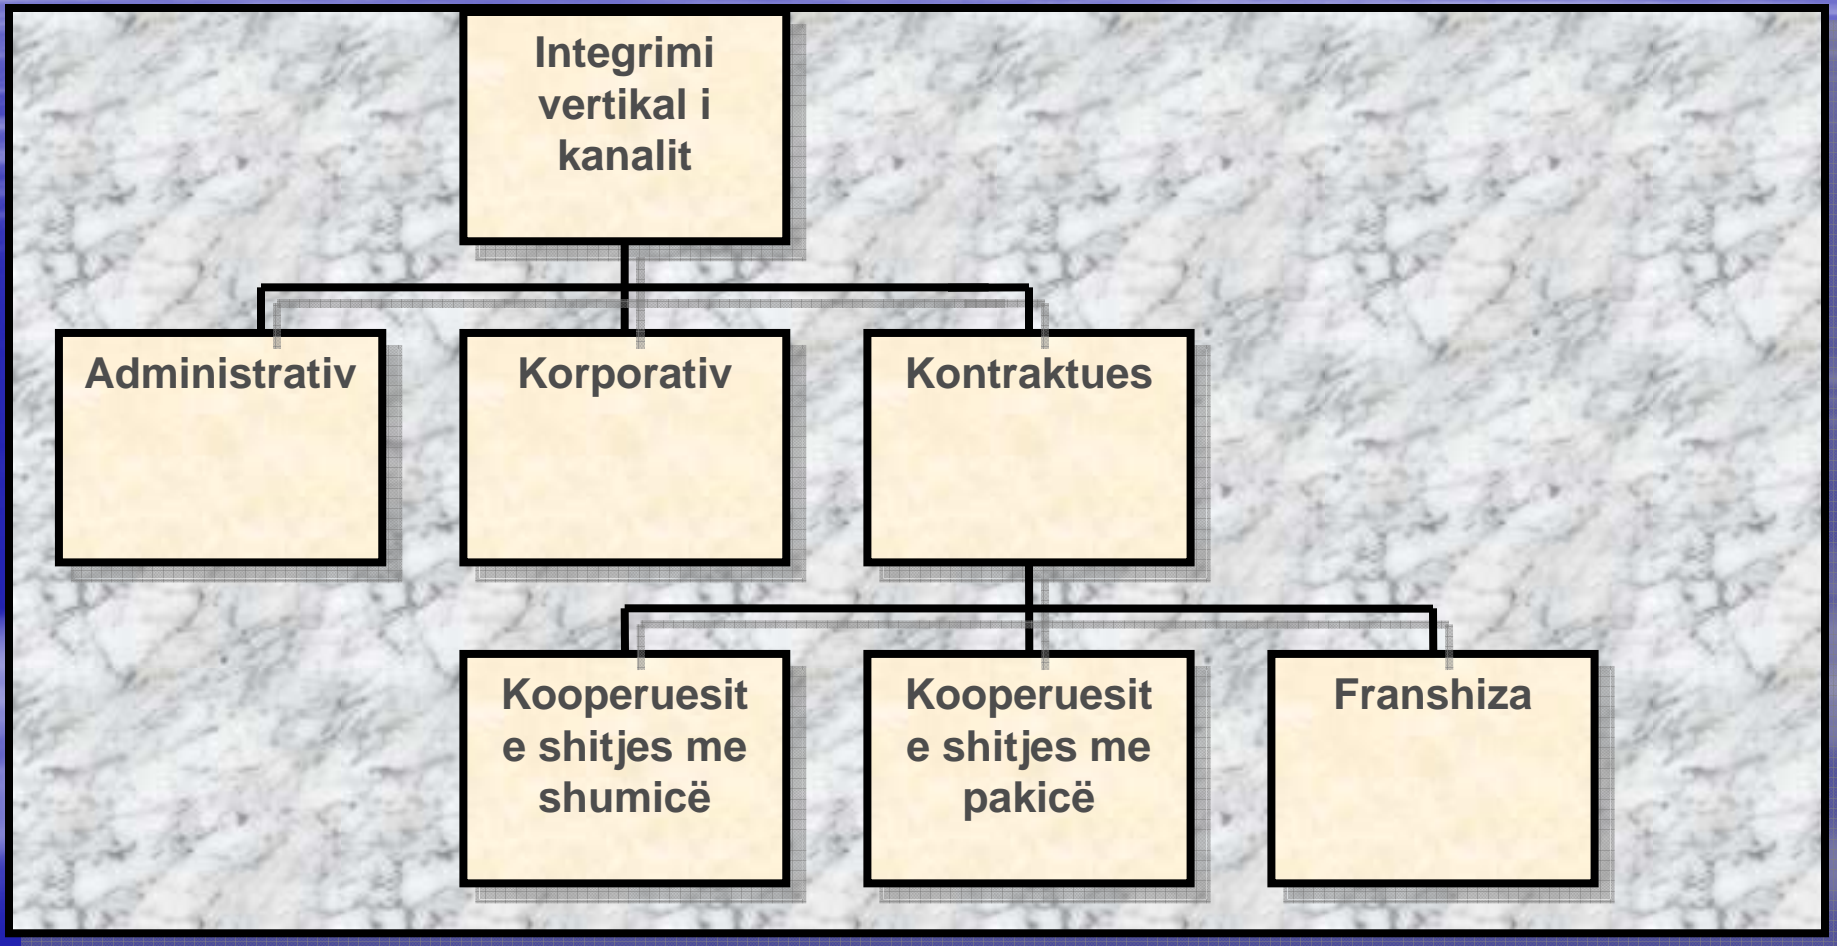 Integrimi
vertikal i
kanalit
Administrativ
Korporativ
Kontraktues
Kooperuesit
e shitjes me
shumicë
Kooperuesit
e shitjes me
pakicë
Franshiza